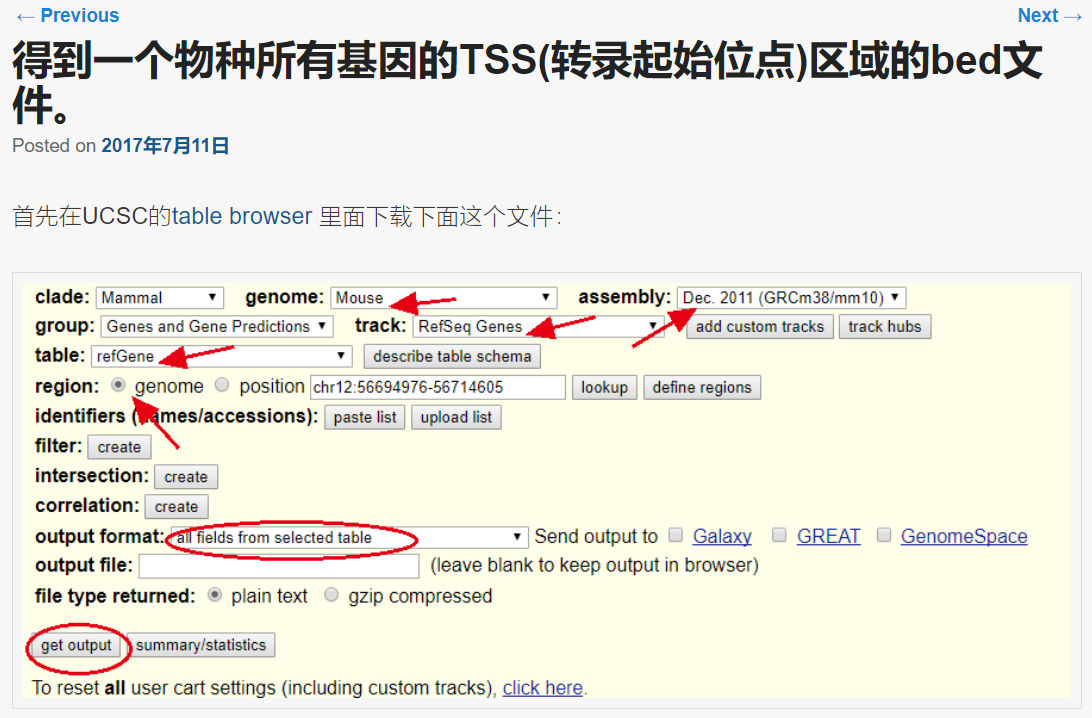 ← Previous Next →
得到一个物种所有基因的TSS(转录起始位点)区域的bed文
件。
Posted on 2017年7月11日
首先在UCSC的table browser 里面下载下面这个文件：
clade: Mammal genome: Mouse assembly: Dec. 2011 (GRCm38/mm10)
group: Genes and Gene Predictions track: RefSeq Genes add custom tracks track hubs
table: refGene describe table schema
region: genome position chr12:56694976-56714605 lookup define regions
identifiers (names/accessions): paste list upload list
filter: create
intersection: create
correlation: create
output format: all fields from selected table Send output to Galaxy GREAT GenomeSpace
output file: (leave blank to keep output in browser)
file type returned: plain text gzip compressed
get output summary/statistics
To reset all user cart settings (including custom tracks), click here.